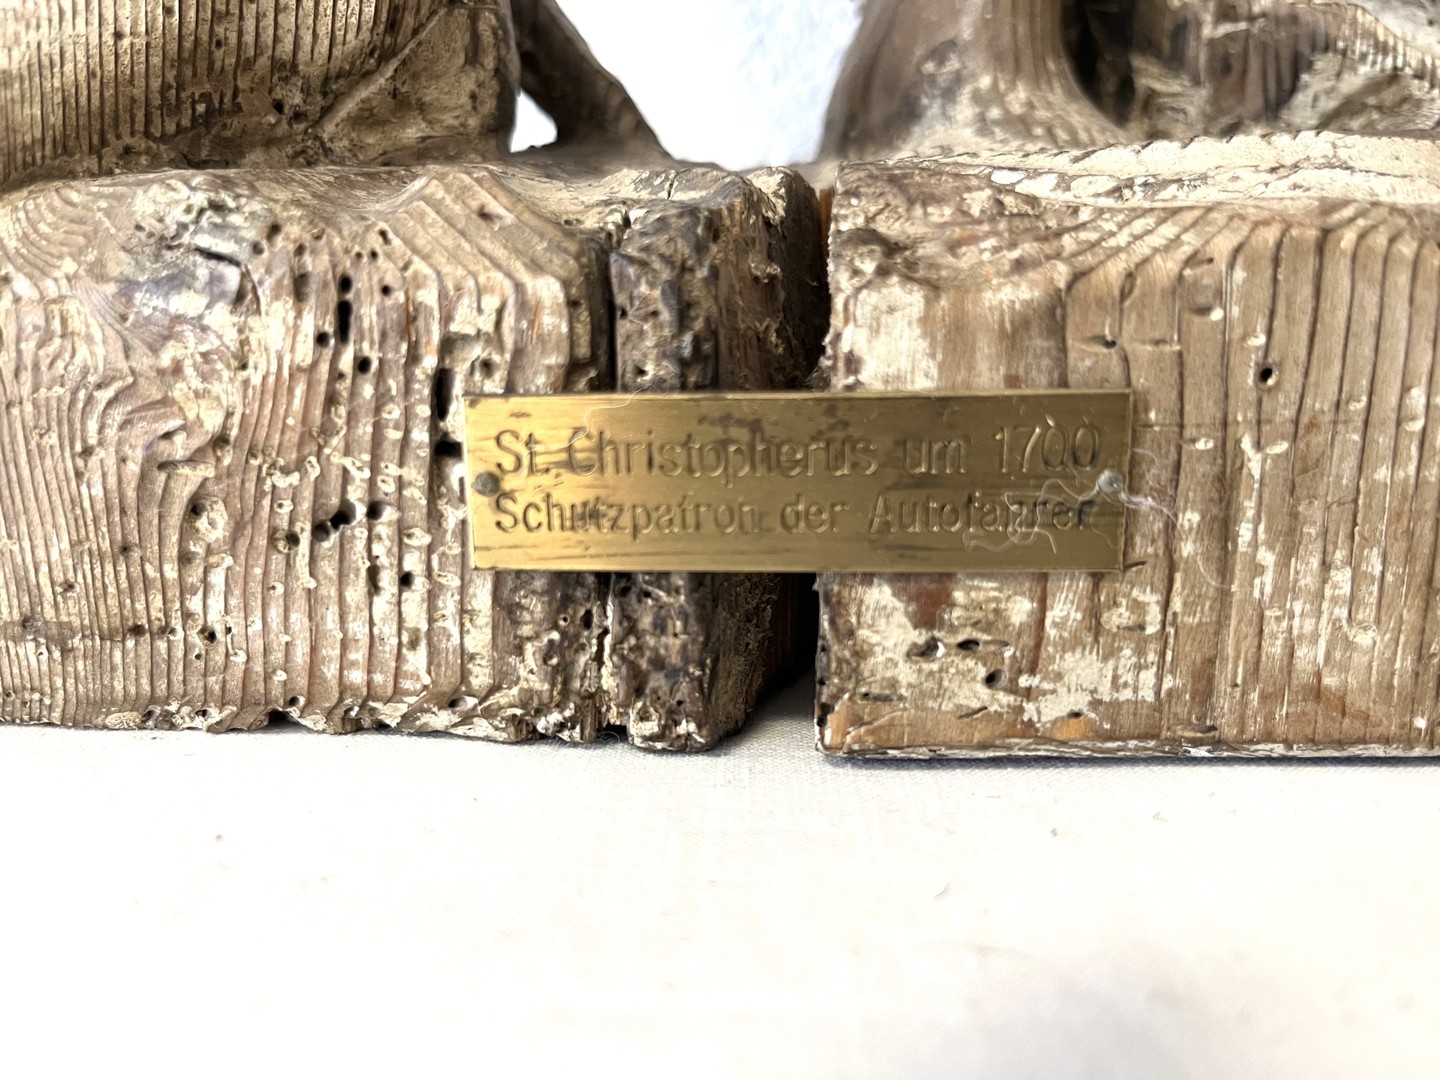 St. Christopherus um 1700
Schutzpatron der Autofahrer